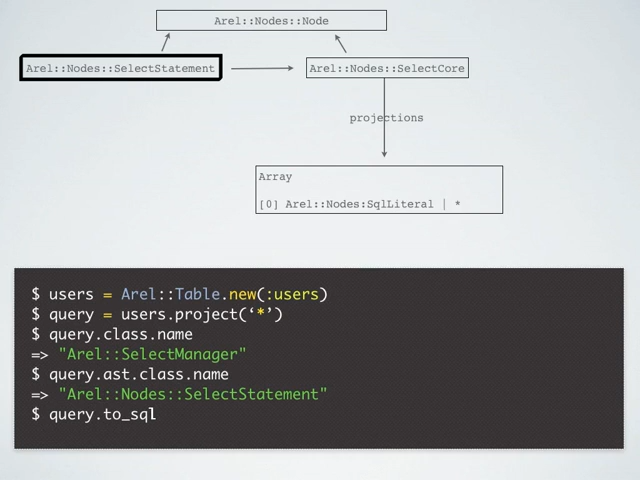 Arel::Nodes::Node
Arel::Nodes::SelectStatement
Arel::Nodes::SelectCore
projections
Array
[0] Arel::Nodes:SqlLiteral | *
$ users = Arel::Table.new(:users)
$ query = users.project(‘*’)
$ query.class.name
=> "Arel::SelectManager"
$ query.ast.class.name
=> "Arel::Nodes::SelectStatement"
$ query.to_sql